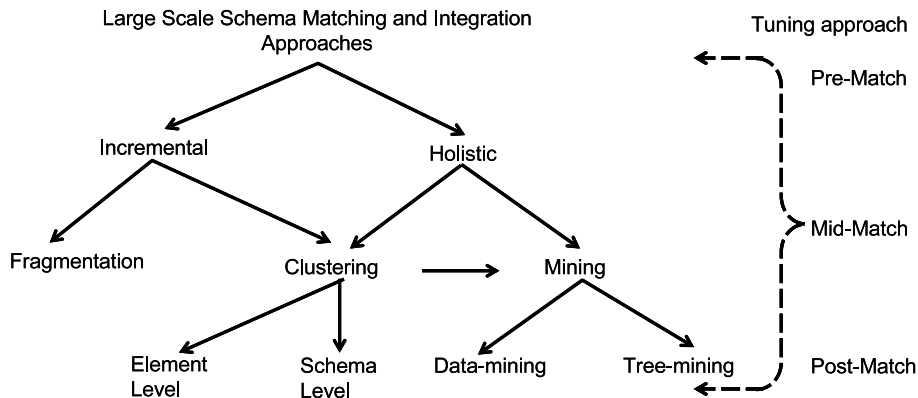 Large Scale Schema Matching and Integration
Approaches
Tuning approach
Pre-Match
Incremental
Holistic
Mid-Match
Fragmentation
Clustering
Mining
Element
Level
Schema
Level
Data-mining
Tree-mining
Post-Match